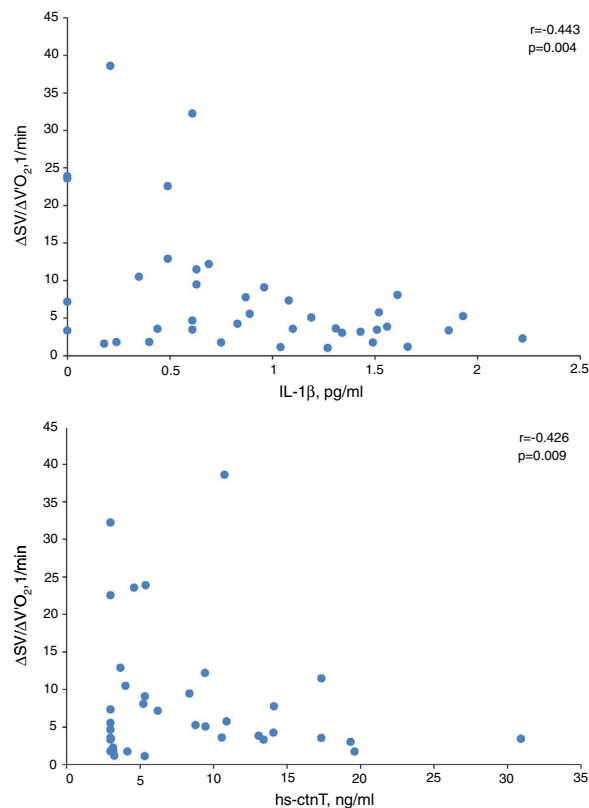 45
40
35
30
25
20
15
10
5
0
ΔSV/ΔV'O₂,1/min
r=-0.443
p=0.004
0 0.5 1 1.5 2 2.5
IL-1β, pg/ml
45
40
35
30
25
20
15
10
5
0
ΔSV/ΔV'O₂,1/min
r=-0.426
p=0.009
0 5 10 15 20 25 30 35
hs-ctnT, ng/ml